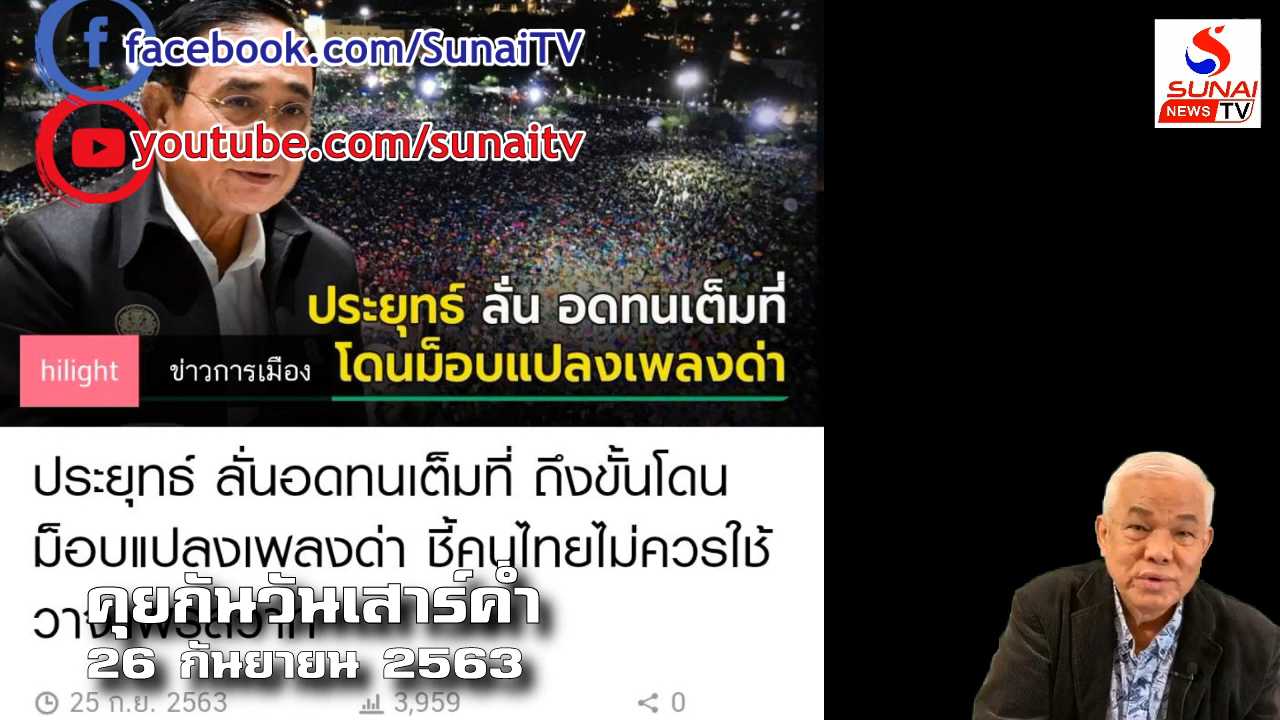 facebook.com/SunaiTV
youtube.com/sunaitv
SUNAI
NEWS TV
ประยุทธ์ ลั่น อดทนเต็มที่
โดนม็อบแปลงเพลงด่า
hilight
ข่าวการเมือง
ประยุทธ์ ลั่นอดทนเต็มที่ ถึงขั้นโดน
ม็อบแปลงเพลงด่า ชี้คนไทยไม่ควรใช้
คุยกันวันเสาร์ค่ำ
26 กันยายน 2563
25 ก.ย. 2563
3,959
0